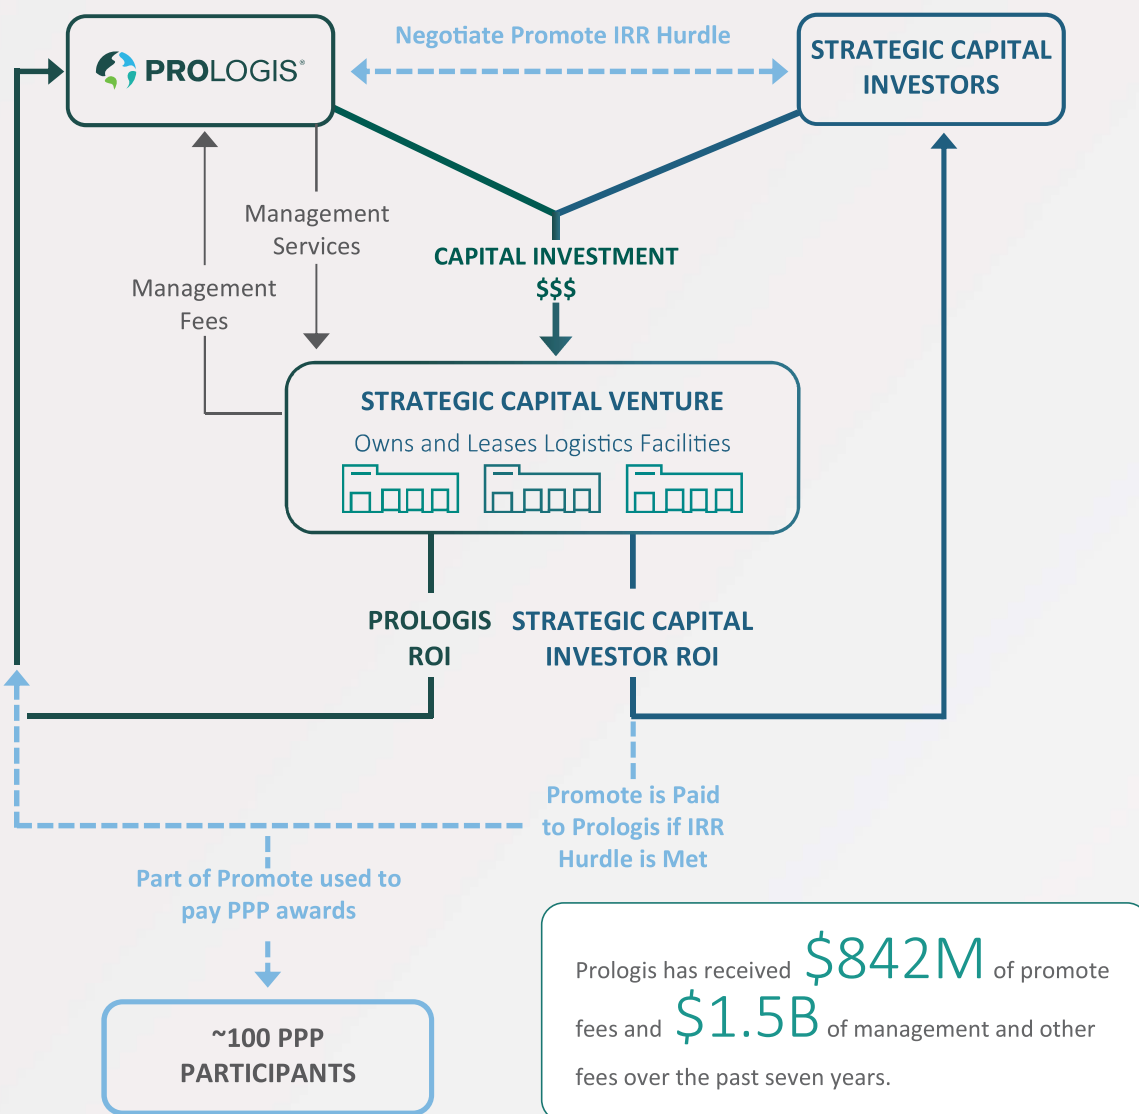 Negotiate Promote IRR Hurdle
PROLOGIS®
STRATEGIC CAPITAL
INVESTORS
Management
Services
CAPITAL INVESTMENT
$$$
Management
Fees
STRATEGIC CAPITAL VENTURE
Owns and Leases Logistics Facilities
PROLOGIS
ROI
STRATEGIC CAPITAL
INVESTOR ROI
Promote is Paid
to Prologis if IRR
Hurdle is Met
Part of Promote used to
pay PPP awards
~100 PPP
PARTICIPANTS
Prologis has received $842M of promote
fees and $1.5B of management and other
fees over the past seven years.